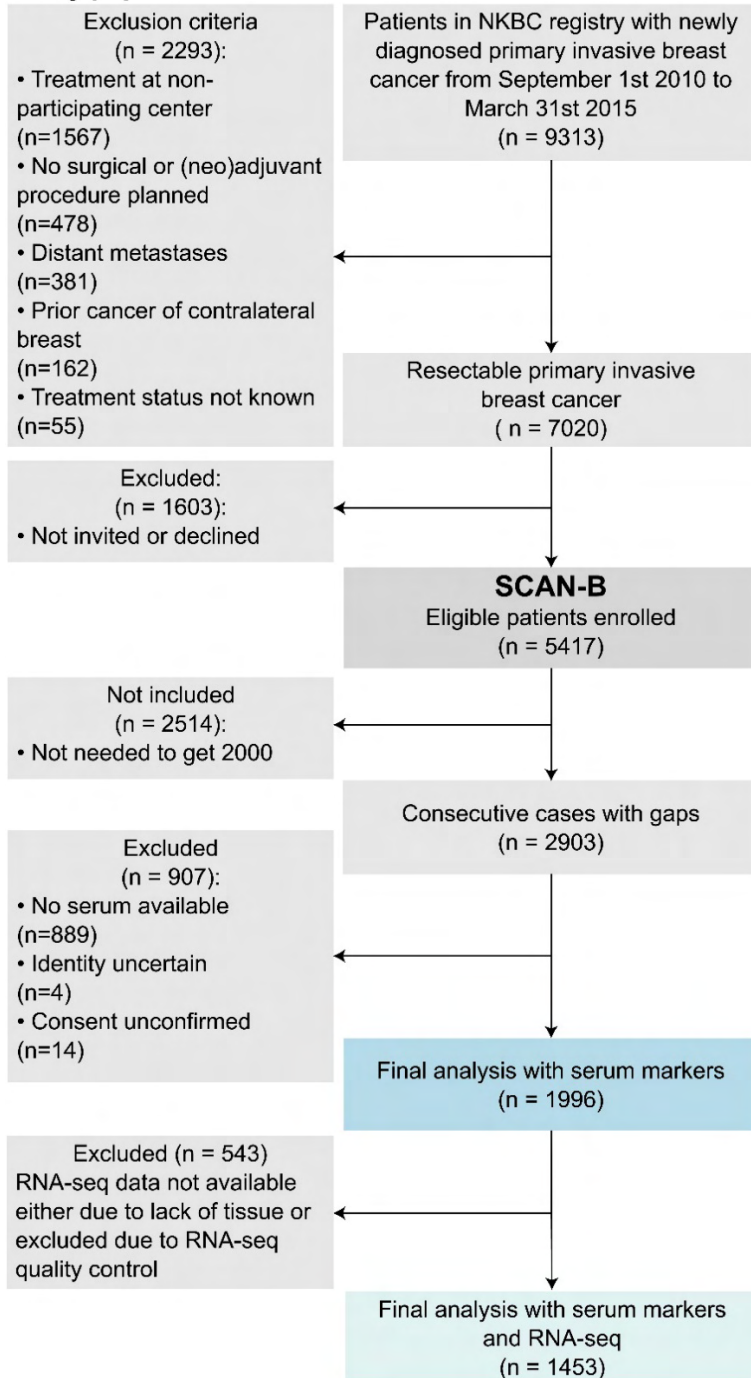 Exclusion criteria
(n = 2293):
• Treatment at non-
participating center
(n=1567)
• No surgical or (neo)adjuvant
procedure planned
(n=478)
• Distant metastases
(n=381)
• Prior cancer of contralateral
breast
(n=162)
• Treatment status not known
(n=55)
Patients in NKBC registry with newly
diagnosed primary invasive breast
cancer from September 1st 2010 to
March 31st 2015
(n = 9313)
Resectable primary invasive
breast cancer
( n = 7020)
Excluded:
(n = 1603):
• Not invited or declined
SCAN-B
Eligible patients enrolled
(n = 5417)
Not included
(n = 2514):
• Not needed to get 2000
Consecutive cases with gaps
(n = 2903)
Excluded
(n = 907):
• No serum available
(n=889)
• Identity uncertain
(n=4)
• Consent unconfirmed
(n=14)
Final analysis with serum markers
(n = 1996)
Excluded (n = 543)
RNA-seq data not available
either due to lack of tissue or
excluded due to RNA-seq
quality control
Final analysis with serum markers
and RNA-seq
(n = 1453)